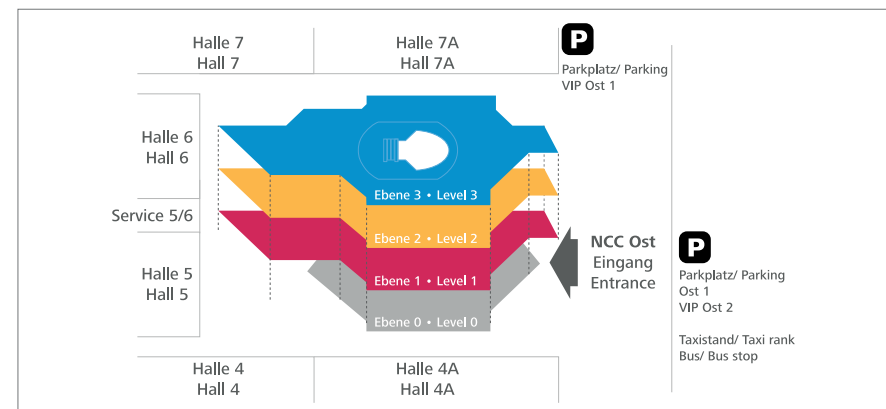 Halle 7
Hall 7
Halle 7A
Hall 7A
P
Parkplatz/ Parking
VIP Ost 1
Halle 6
Hall 6
Ebene 3 • Level 3
Service 5/6
Ebene 2 • Level 2
NCC Ost
Eingang
Entrance
P
Parkplatz/ Parking
Ost 1
VIP Ost 2
Taxistand/ Taxi rank
Bus/ Bus stop
Halle 5
Hall 5
Ebene 1 • Level 1
Ebene 0 • Level 0
Halle 4
Hall 4
Halle 4A
Hall 4A